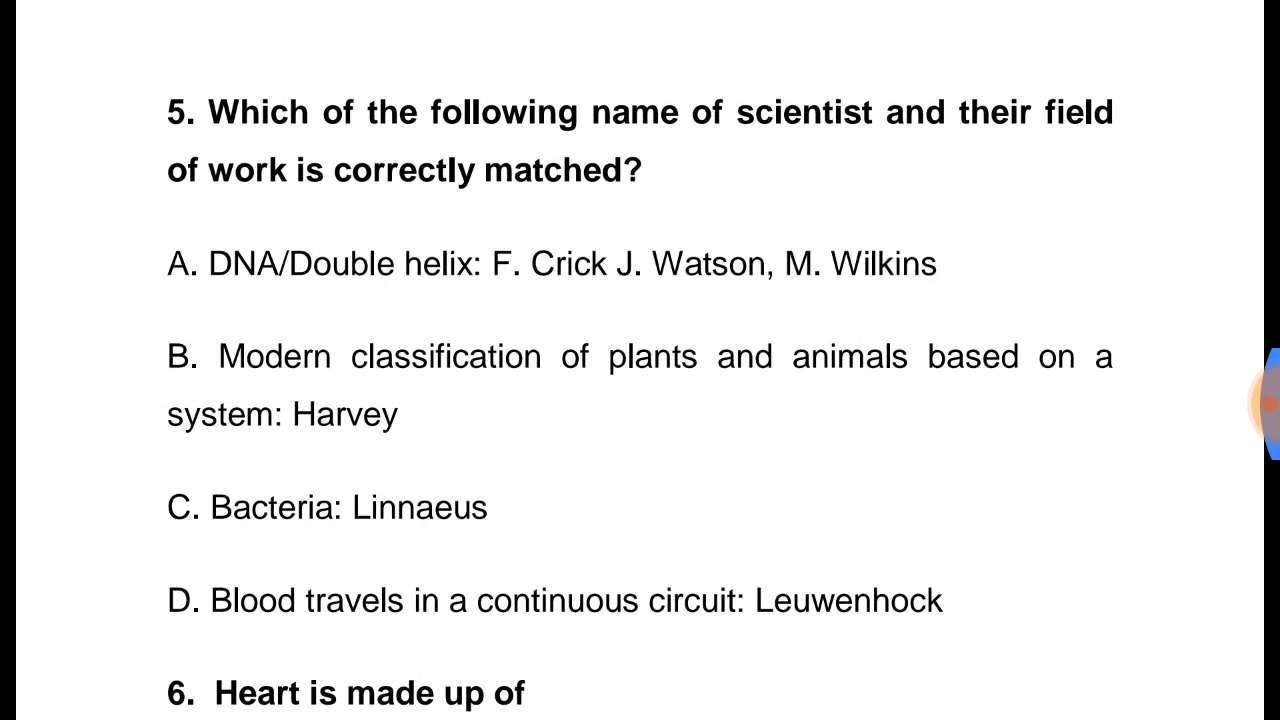 5. Which of the following name of scientist and their field
of work is correctly matched?
A. DNA/Double helix: F. Crick J. Watson, M. Wilkins
B. Modern classification of plants and animals based on a
system: Harvey
C. Bacteria: Linnaeus
D. Blood travels in a continuous circuit: Leuwenhock
6. Heart is made up of